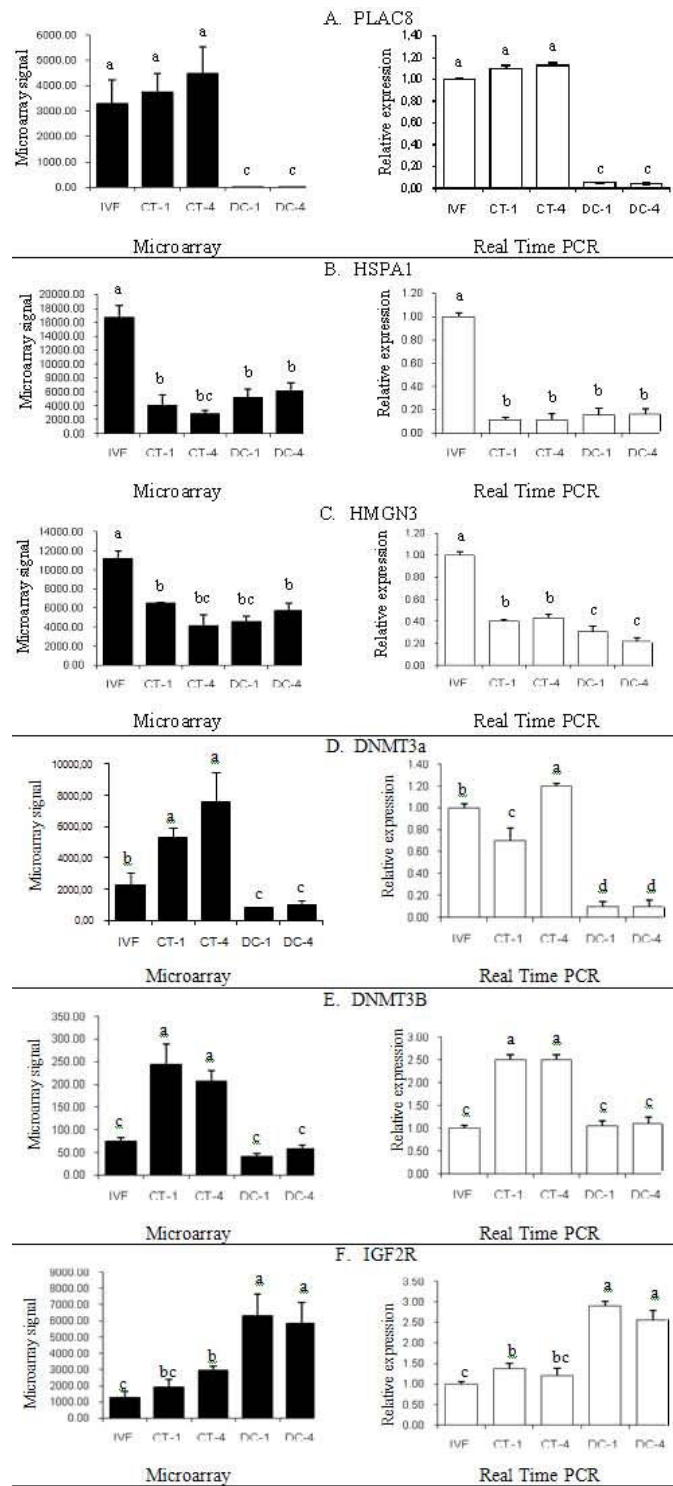 A. PLAC8
Microarray signal
6000.00
5000.00
4000.00
3000.00
2000.00
1000.00
0.00
a
a
a
c
c
IVF
CT-1
CT-4
DC-1
DC-4
Microarray
Relative expression
1,40
1,20
1,00
0,80
0,60
0,40
0,20
0,00
a
a
a
c
c
IVF
CT-1
CT-4
DC-1
DC-4
Real Time PCR
B. HSPA1
Microarray signal
20000.00
18000.00
16000.00
14000.00
12000.00
10000.00
8000.00
6000.00
4000.00
2000.00
0.00
a
b
bc
b
b
IVF
CT-1
CT-4
DC-1
DC-4
Microarray
Relative expression
1.20
1.00
0.80
0.60
0.40
0.20
0.00
a
b
b
b
b
IVF
CT-1
CT-4
DC-1
DC-4
Real Time PCR
C. HMGN3
Microarray signal
14000.00
12000.00
10000.00
8000.00
6000.00
4000.00
2000.00
0.00
a
b
bc
bc
b
IVF
CT-1
CT-4
DC-1
DC-4
Microarray
Relative expression
1.20
1.00
0.80
0.60
0.40
0.20
0.00
a
b
b
c
c
IVF
CT-1
CT-4
DC-1
DC-4
Real Time PCR
D. DNMT3a
Microarray signal
10000,00
8000,00
6000,00
4000,00
2000,00
0,00
b
a
a
c
c
IVF
CT-1
CT-4
DC-1
DC-4
Microarray
Relative expression
1.40
1.20
1.00
0.80
0.60
0.40
0.20
0.00
b
c
a
d
d
IVF
CT-1
CT-4
DC-1
DC-4
Real Time PCR
E. DNMT3B
Microarray signal
350.00
300.00
250.00
200.00
150.00
100.00
50.00
0.00
c
a
a
c
c
IVF
CT-1
CT-4
DC-1
DC-4
Microarray
Relative expression
3.00
2.50
2.00
1.50
1.00
0.50
0.00
c
a
a
c
c
IVF
CT-1
CT-4
DC-1
DC-4
Real Time PCR
F. IGF2R
Microarray signal
9000.00
8000.00
7000.00
6000.00
5000.00
4000.00
3000.00
2000.00
1000.00
0.00
c
bc
b
a
a
IVF
CT-1
CT-4
DC-1
DC-4
Microarray
Relative expression
3.50
3.00
2.50
2.00
1.50
1.00
0.50
0.00
c
b
bc
a
a
IVF
CT-1
CT-4
DC-1
DC-4
Real Time PCR